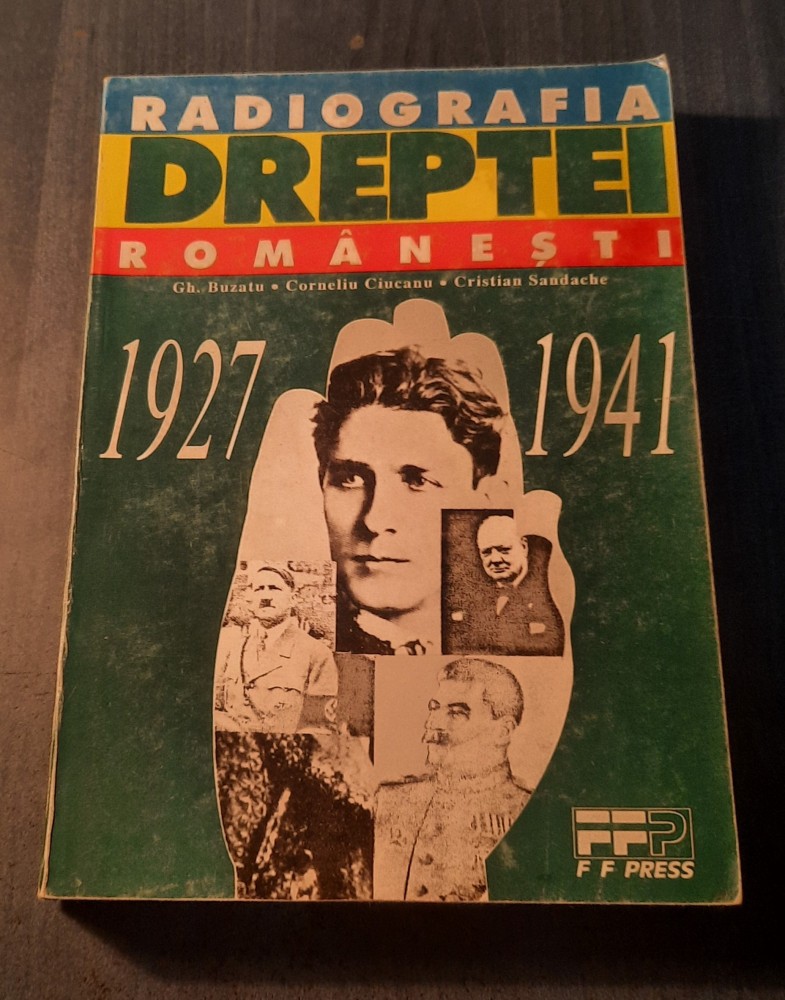 RADIOGRAFIA
DREPTEI
ROMÂNEȘTI
Gh. Buzatu • Corneliu Ciucanu • Cristian Sandache
1927
1941
FFP
F F PRESS